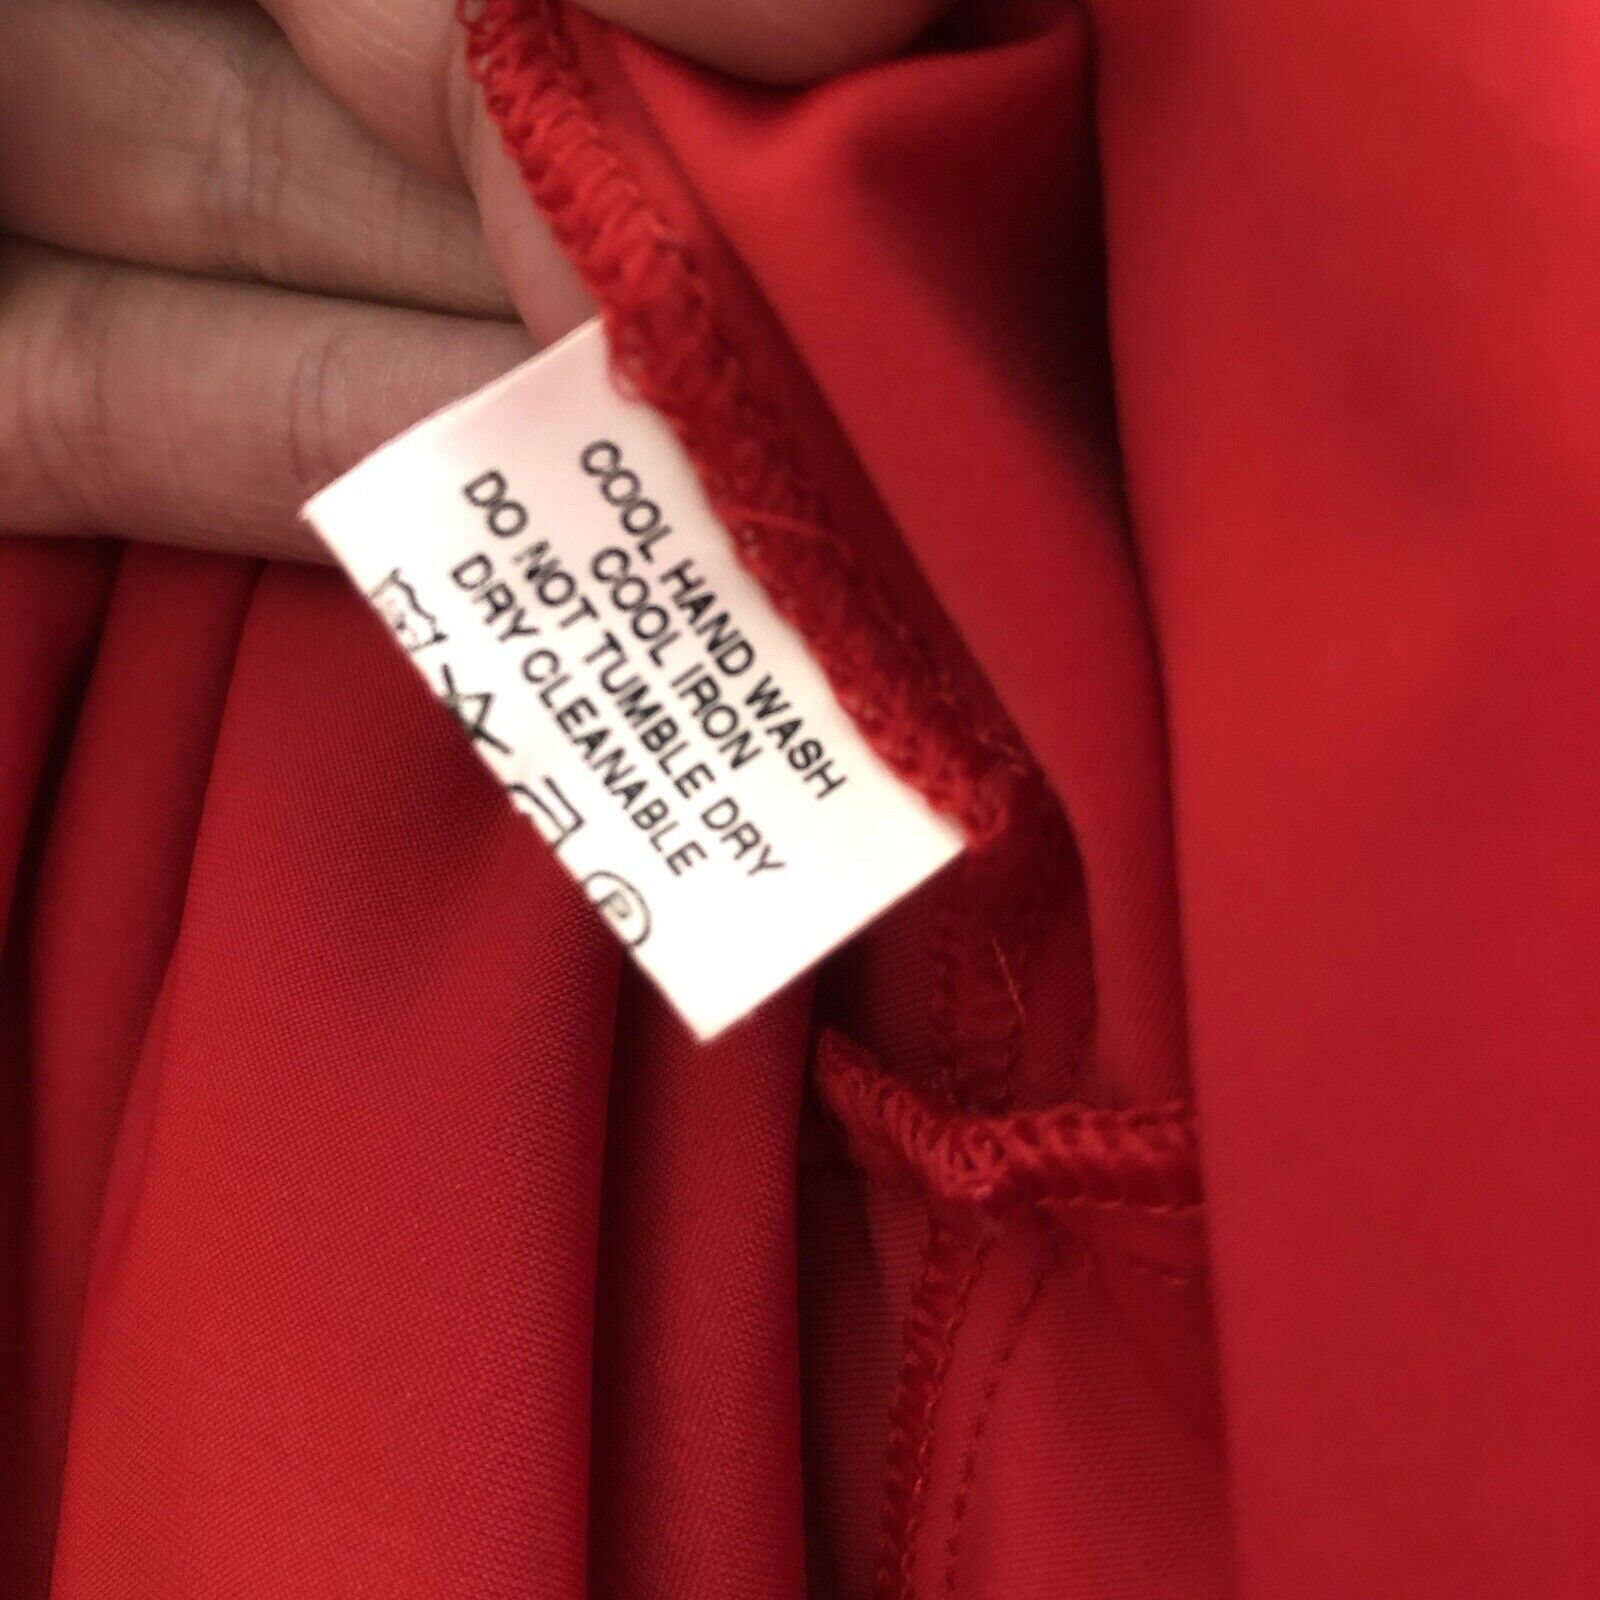 COOL HAND WASH
COOL IRON
DO NOT TUMBLE DRY
DRY CLEANABLE
P